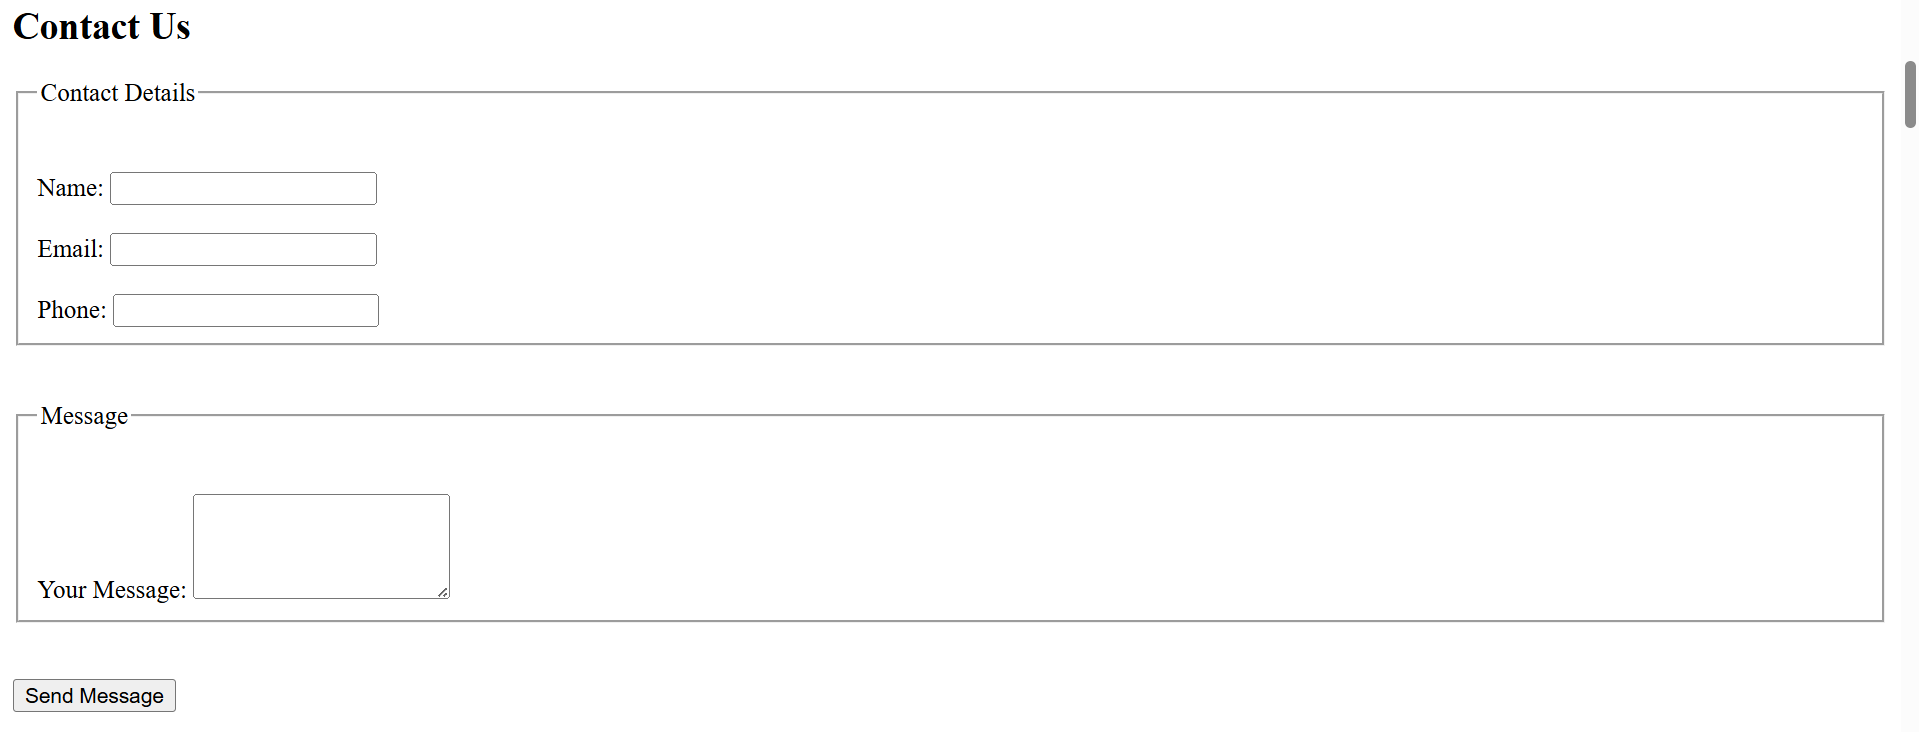 Contact Us
Contact Details
Name:
Email:
Phone:
Message
Your Message:
Send Message